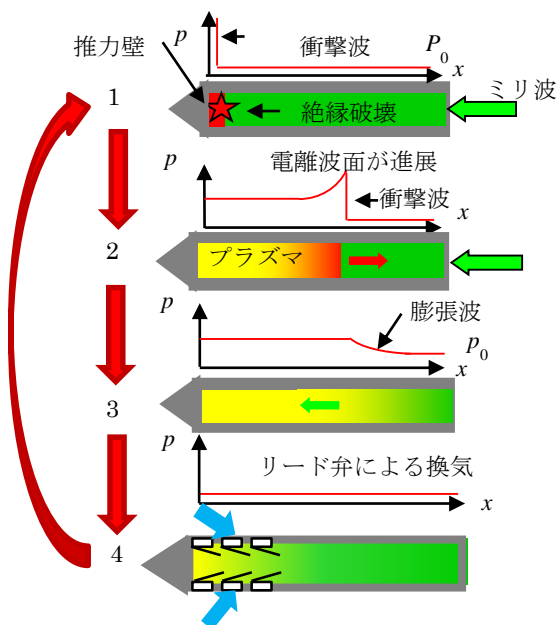 推力壁
p
衝撃波
P0
x
ミリ波
1
絶縁破壊
電離波面が進展
p
衝撃波
x
2
プラズマ
p
膨張波
p0
x
3
p
リード弁による換気
x
4